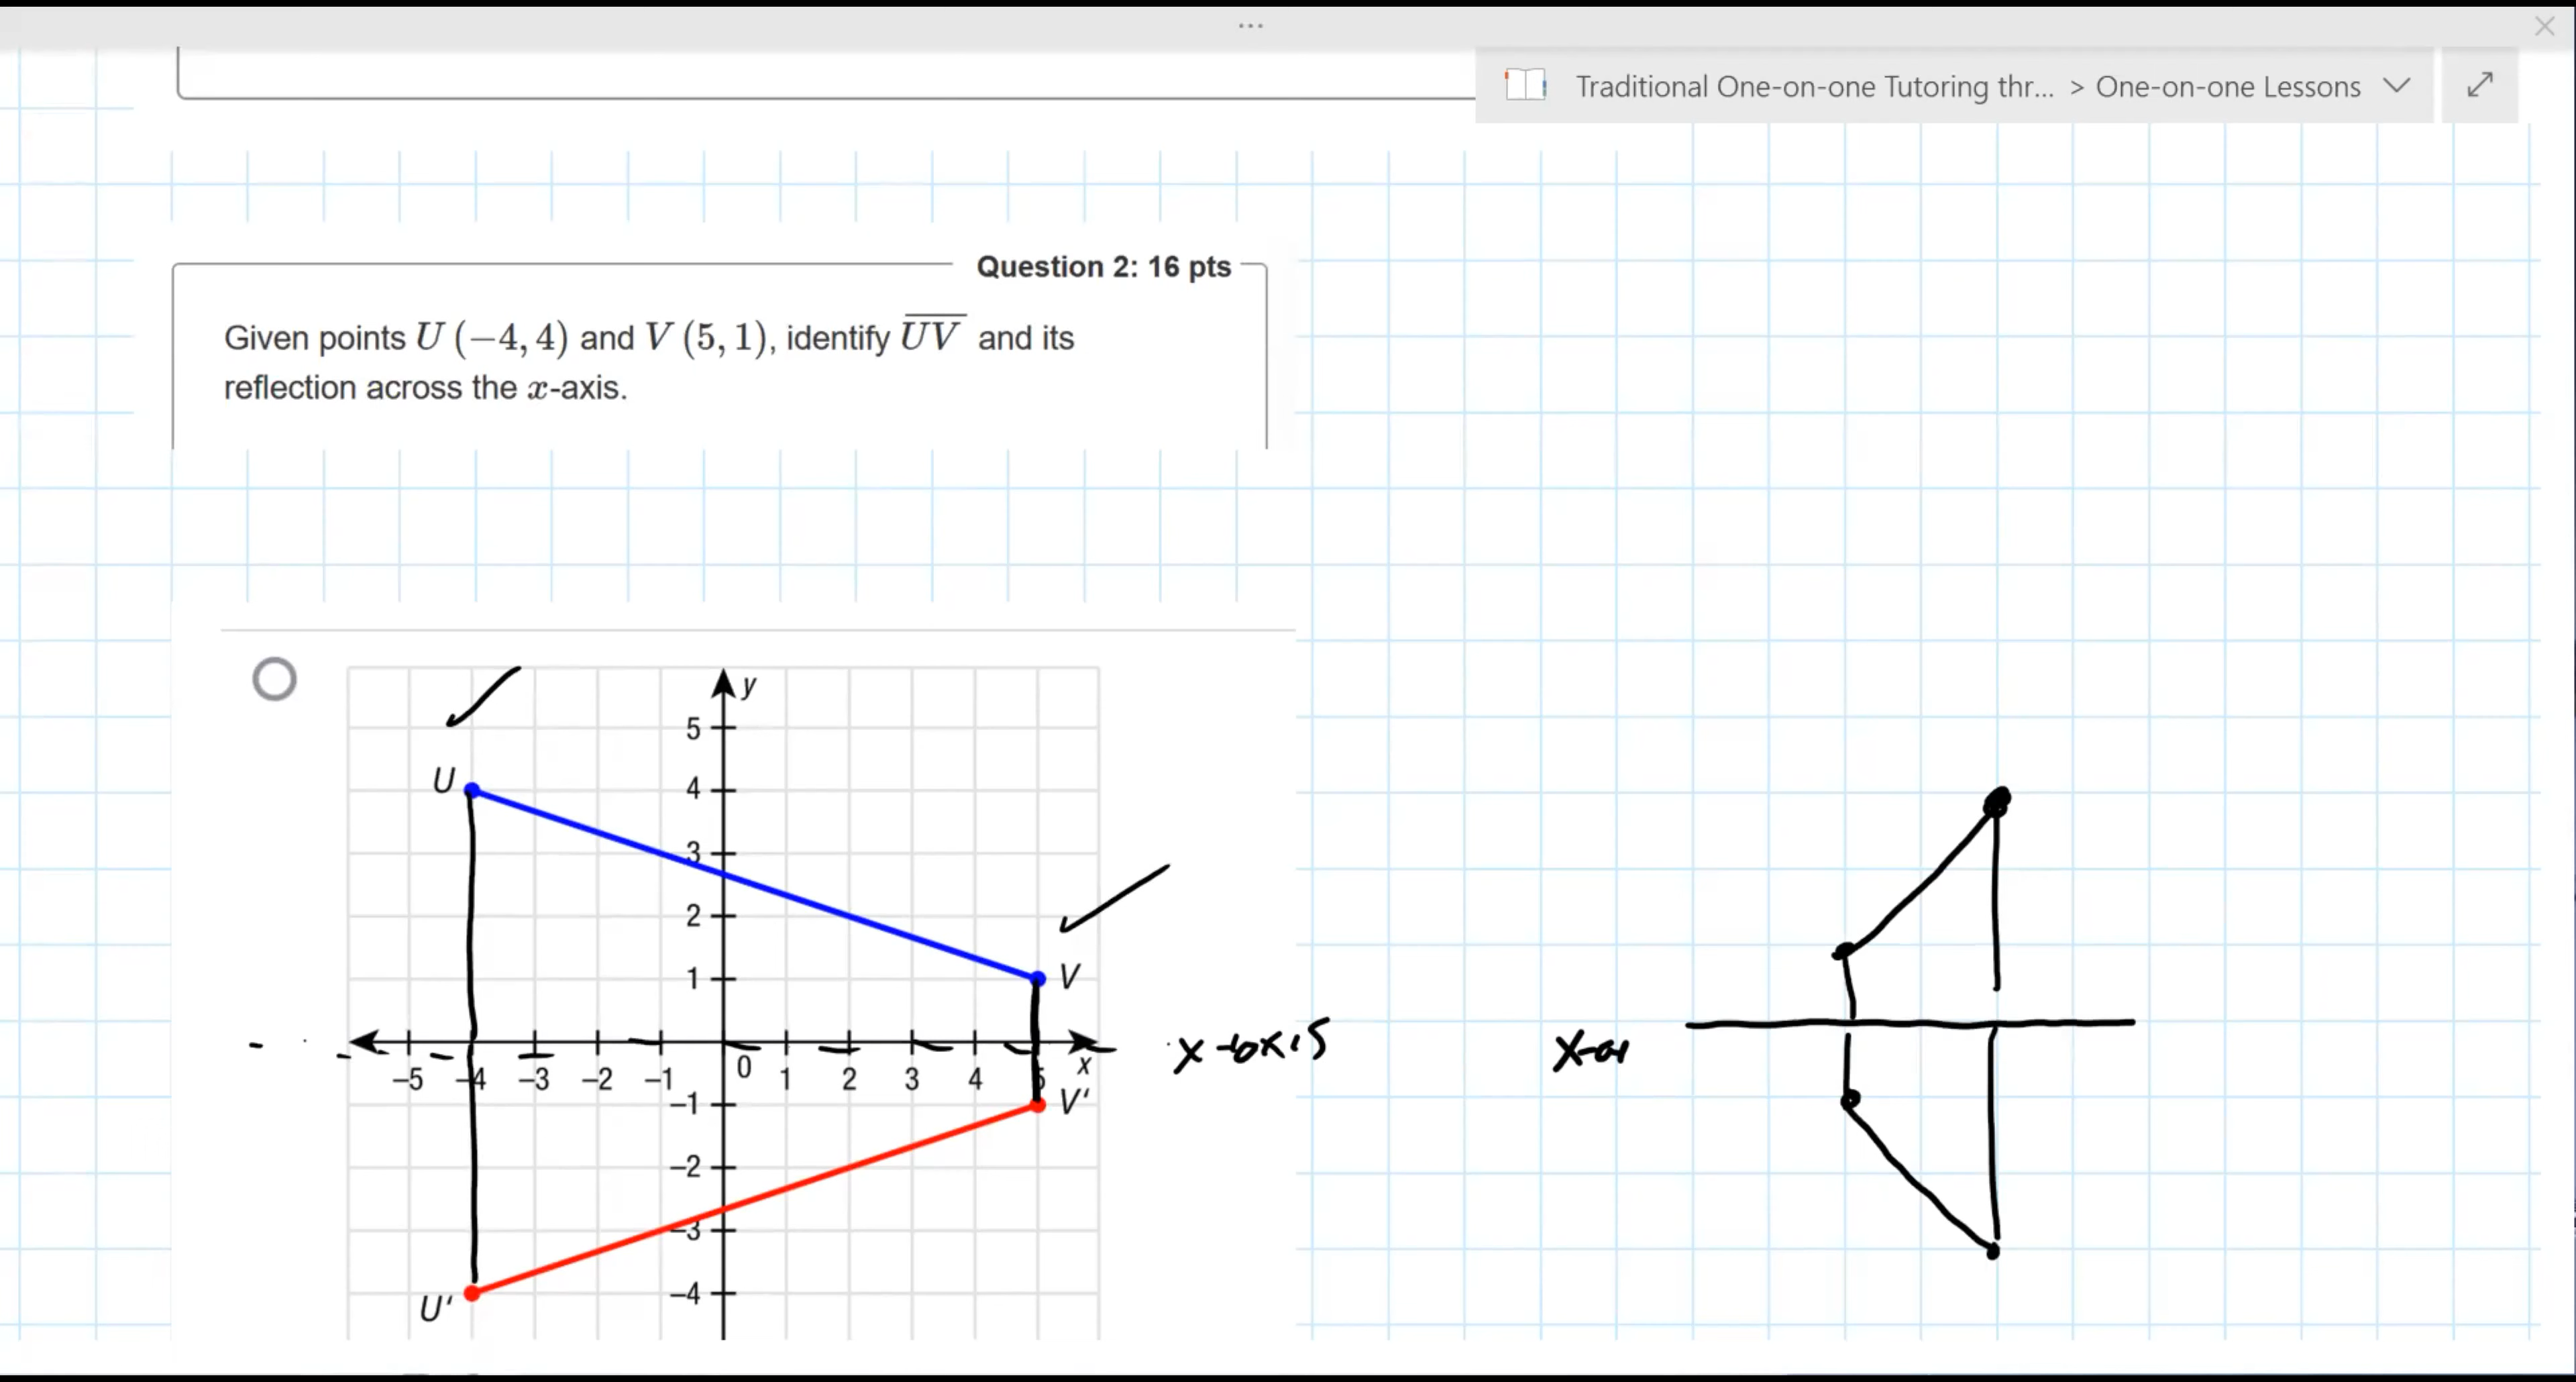 ...
Traditional One-on-one Tutoring thr... > One-on-one Lessons
Question 2: 16 pts
Given points U (−4, 4) and V (5, 1), identify UV and its
reflection across the x-axis.
y
5
U
4
3
2
1
V
−5 −4 −3 −2 −1 0 1 2 3 4 5 x
x-axis
X-a
−1
V'
−2
−3
−4
U'